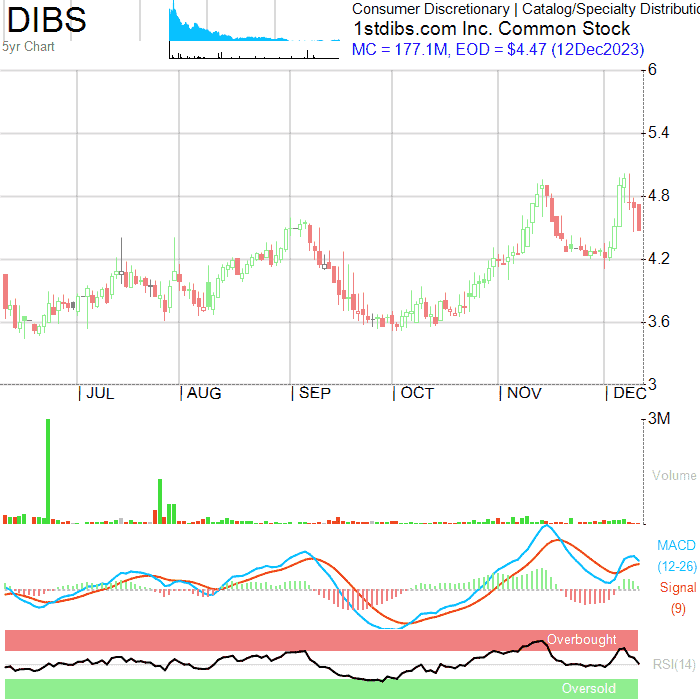 DIBS
5yr Chart
Consumer Discretionary | Catalog/Specialty Distributic
1stdibs.com Inc. Common Stock
MC = 177.1M, EOD = $4.47 (12Dec2023)
6
5.4
4.8
4.2
3.6
3
| JUL | AUG | SEP | OCT | NOV | DEC
3M
Volume
MACD
(12-26)
Signal
(9)
Overbought
RSI(14)
Oversold